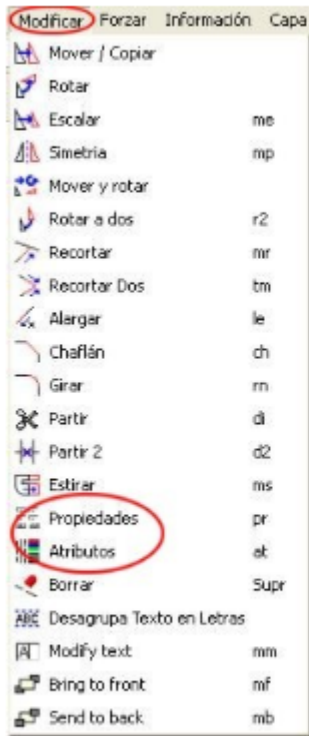 Modificar Forzar Información Capa
Mover / Copiar
Rotar
Escalar me
Simetria mp
Mover y rotar
Rotar a dos r2
Recortar mr
Recortar Dos tm
Alargar le
Chaflán ch
Girar rn
Partir di
Partir 2 d2
Estirar ms
Propiedades pr
Atributos at
Borrar Supr
ABC Desagrupa Texto en Letras
A Modify text mm
Bring to front mf
Send to back mb